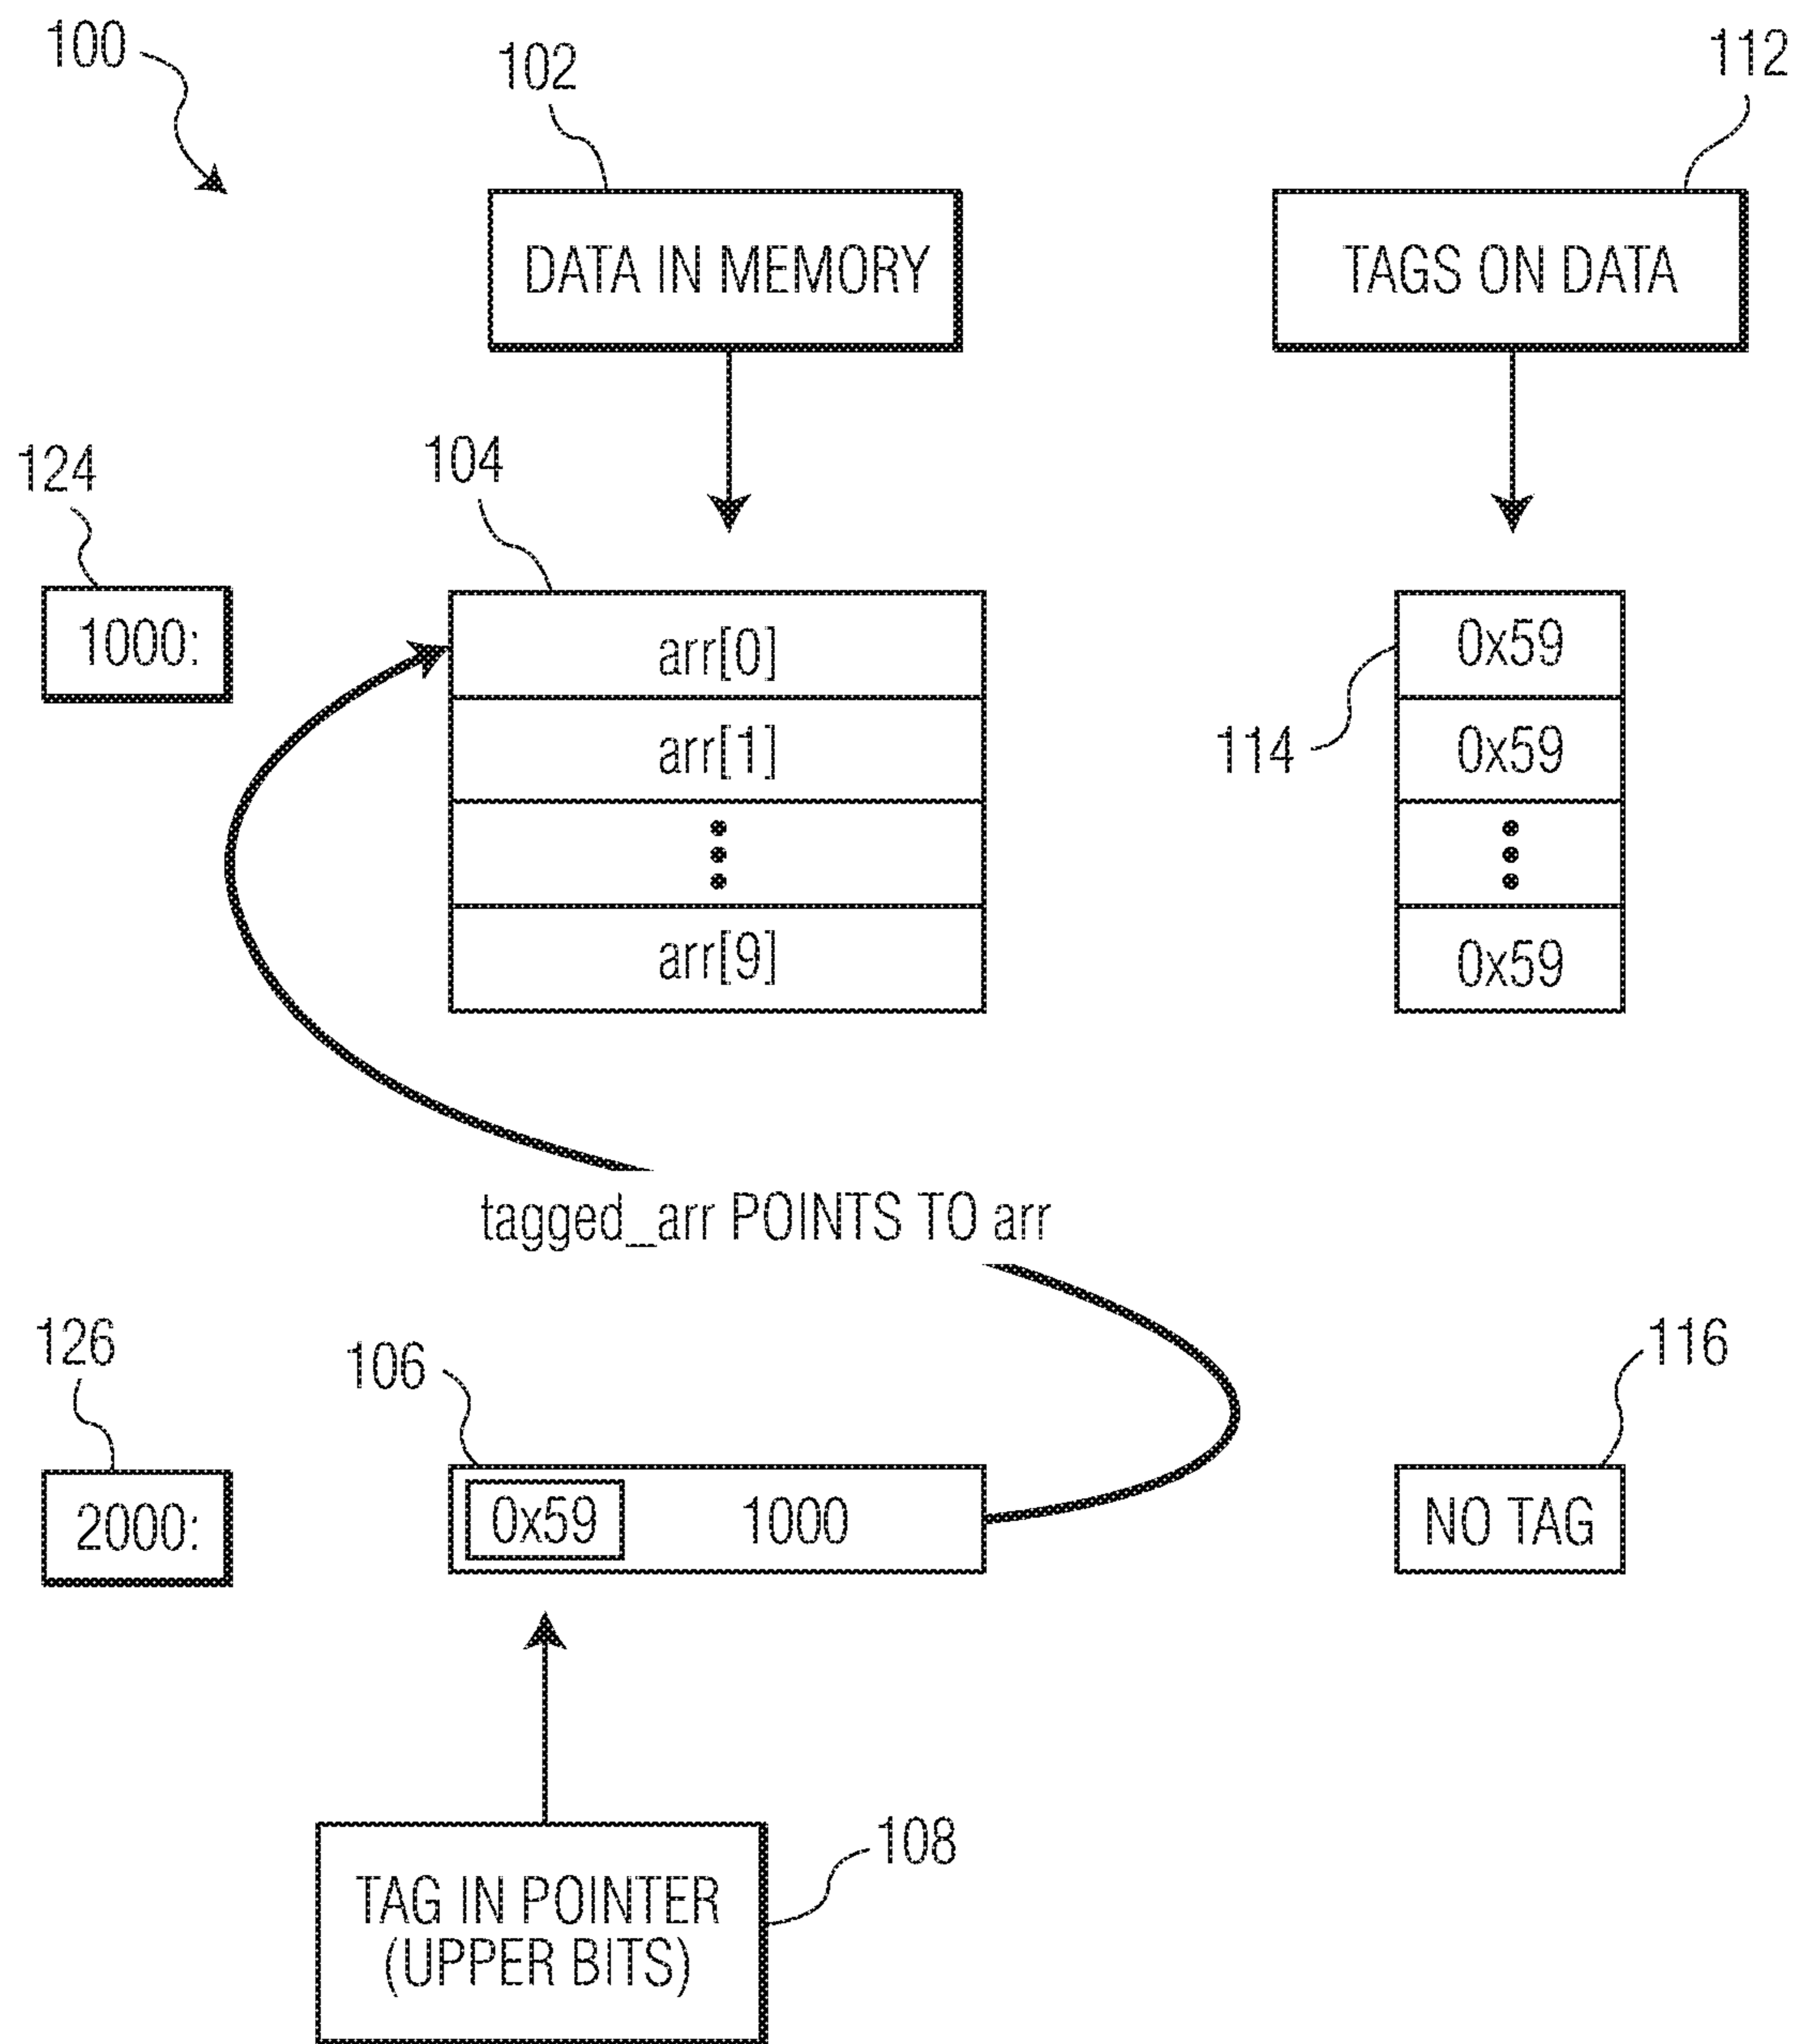 100
102
112
DATA IN MEMORY
TAGS ON DATA
124
104
1000:
arr[0]
0x59
arr[1]
114
0x59
arr[9]
0x59
tagged_arr POINTS TO arr
126
106
116
2000:
0x59
1000
NO TAG
108
TAG IN POINTER
(UPPER BITS)